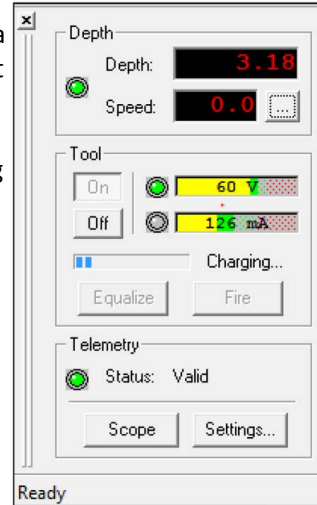 a
t
g
Depth
Depth: 3.18
Speed: 0.0 ...
Tool
On 60 V
Off 126 mA
Charging...
Equalize Fire
Telemetry
Status: Valid
Scope Settings...
Ready